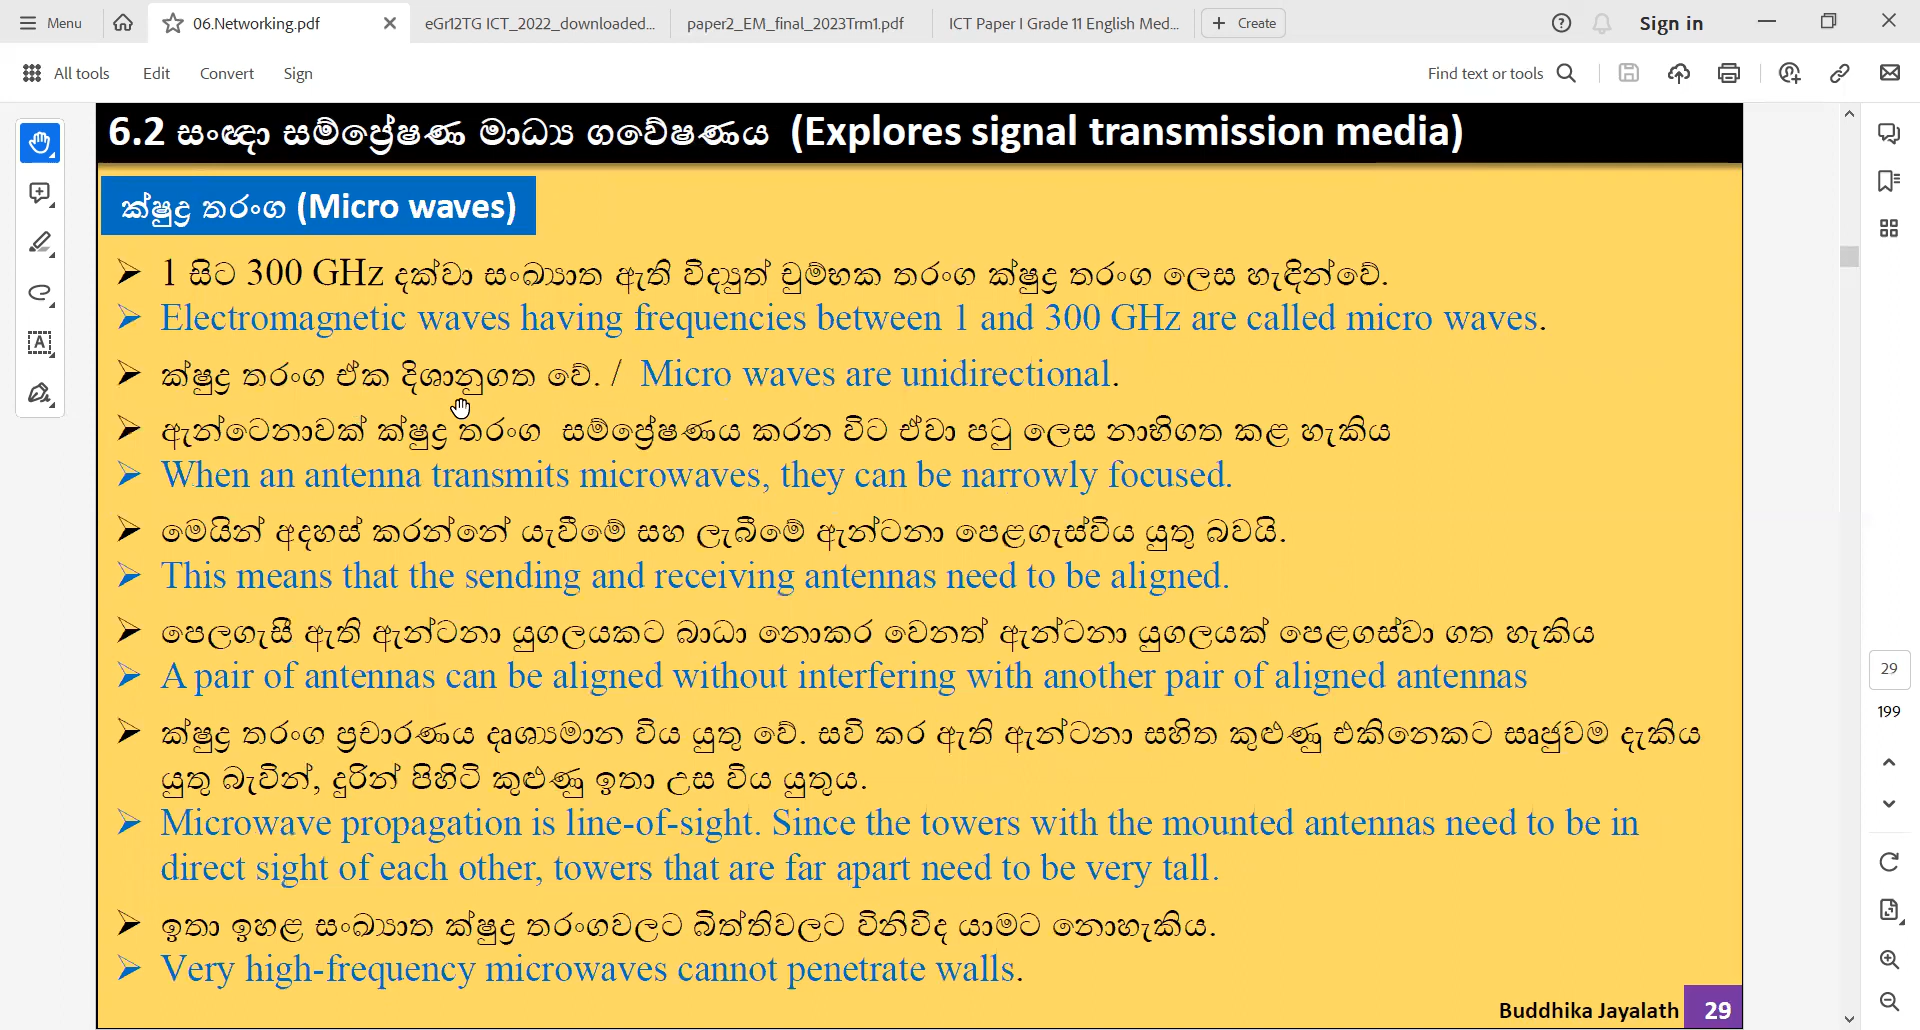 Menu
06.Networking.pdf
eGr12TG ICT_2022_downloaded...
paper2_EM_final_2023Trm1.pdf
ICT Paper I Grade 11 English Med...
+ Create
Sign in
All tools
Edit
Convert
Sign
Find text or tools
6.2 සංඥා සම්ප්‍රේෂණ මාධ්‍ය ගවේෂණය (Explores signal transmission media)
ක්ෂුද්‍ර තරංග (Micro waves)
➢ 1 සිට 300 GHz දක්වා සංඛ්‍යාත ඇති විද්‍යුත් චුම්භක තරංග ක්ෂුද්‍ර තරංග ලෙස හැඳින්වේ.
➢ Electromagnetic waves having frequencies between 1 and 300 GHz are called micro waves.
➢ ක්ෂුද්‍ර තරංග ඒක දිශානුගත වේ. / Micro waves are unidirectional.
➢ ඇන්ටෙනාවක් ක්ෂුද්‍ර තරංග සම්ප්‍රේෂණය කරන විට ඒවා පටු ලෙස නාභිගත කළ හැකිය
➢ When an antenna transmits microwaves, they can be narrowly focused.
➢ මෙයින් අදහස් කරන්නේ යැවීමේ සහ ලැබීමේ ඇන්ටනා පෙළගැස්විය යුතු බවයි.
➢ This means that the sending and receiving antennas need to be aligned.
➢ පෙලගැසී ඇති ඇන්ටනා යුගලයකට බාධා නොකර වෙනත් ඇන්ටනා යුගලයක් පෙළගස්වා ගත හැකිය
➢ A pair of antennas can be aligned without interfering with another pair of aligned antennas
➢ ක්ෂුද්‍ර තරංග ප්‍රචාරණය දෘශ්‍යමාන විය යුතු වේ. සවි කර ඇති ඇන්ටනා සහිත කුළුණු එකිනෙකට සෘජුවම දැකිය
යුතු බැවින්, දුරින් පිහිටි කුළුණු ඉතා උස විය යුතුය.
➢ Microwave propagation is line-of-sight. Since the towers with the mounted antennas need to be in
direct sight of each other, towers that are far apart need to be very tall.
➢ ඉතා ඉහළ සංඛ්‍යාත ක්ෂුද්‍ර තරංගවලට බිත්තිවලට විනිවිද යාමට නොහැකිය.
➢ Very high-frequency microwaves cannot penetrate walls.
Buddhika Jayalath 29
29
199